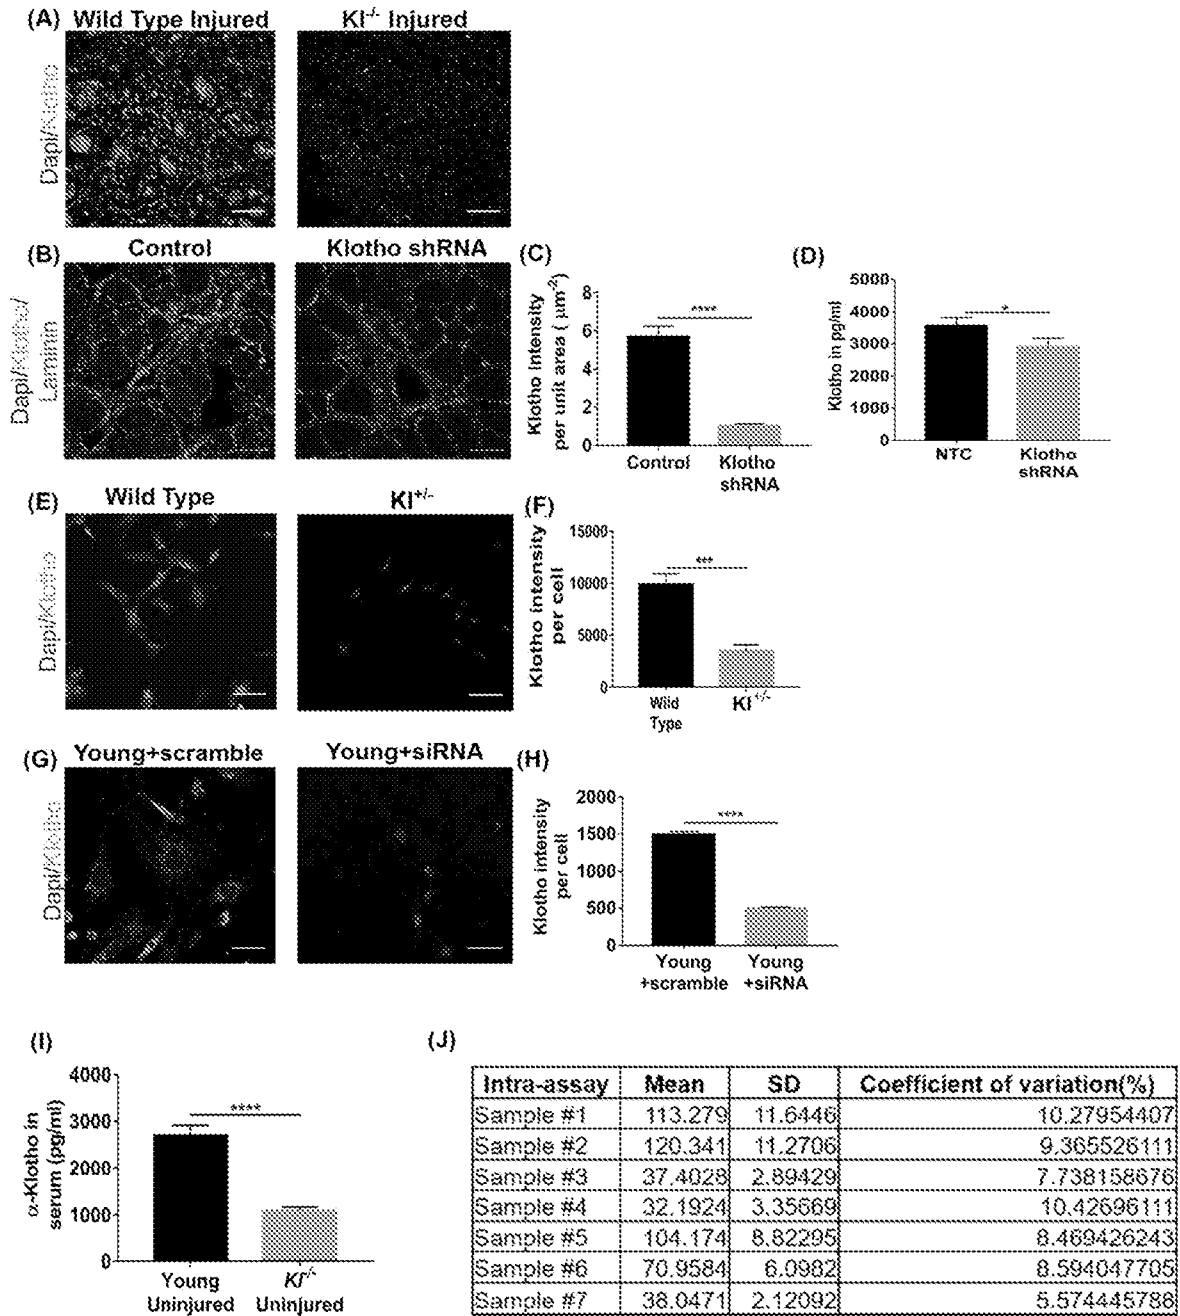 (A) Wild Type Injured Kl-/- Injured
Dapi/Klotho
(B) Control Klotho shRNA (C) (D)
Dapi/Klotho/
Laminin
Klotho intensity
per unit area ( µm-2)
8
6
4
2
0
****
Control Klotho
shRNA
Klotho in pg/ml
5000
4000
3000
2000
1000
0
*
NTC Klotho
shRNA
(E) Wild Type Kl+/- (F)
Dapi/Klotho
Klotho intensity
per cell
15000
10000
5000
0
***
Wild
Type
Kl+/-
(G) Young+scramble Young+siRNA (H)
Dapi/Klotho
Klotho intensity
per cell
2000
1500
1000
500
0
****
Young
+scramble
Young
+siRNA
(I)
α-Klotho in
serum (pg/ml)
4000
3000
2000
1000
0
****
Young
Uninjured
Kl-/-
Uninjured
(J)
Intra-assay Mean SD Coefficient of variation(%)
Sample #1 113.279 11.6446 10.27954407
Sample #2 120.341 11.2706 9.365526111
Sample #3 37.4028 2.89429 7.738158676
Sample #4 32.1924 3.35669 10.42696111
Sample #5 104.174 8.82295 8.469426243
Sample #6 70.9584 6.0982 8.594047705
Sample #7 38.0471 2.12092 5.574445786